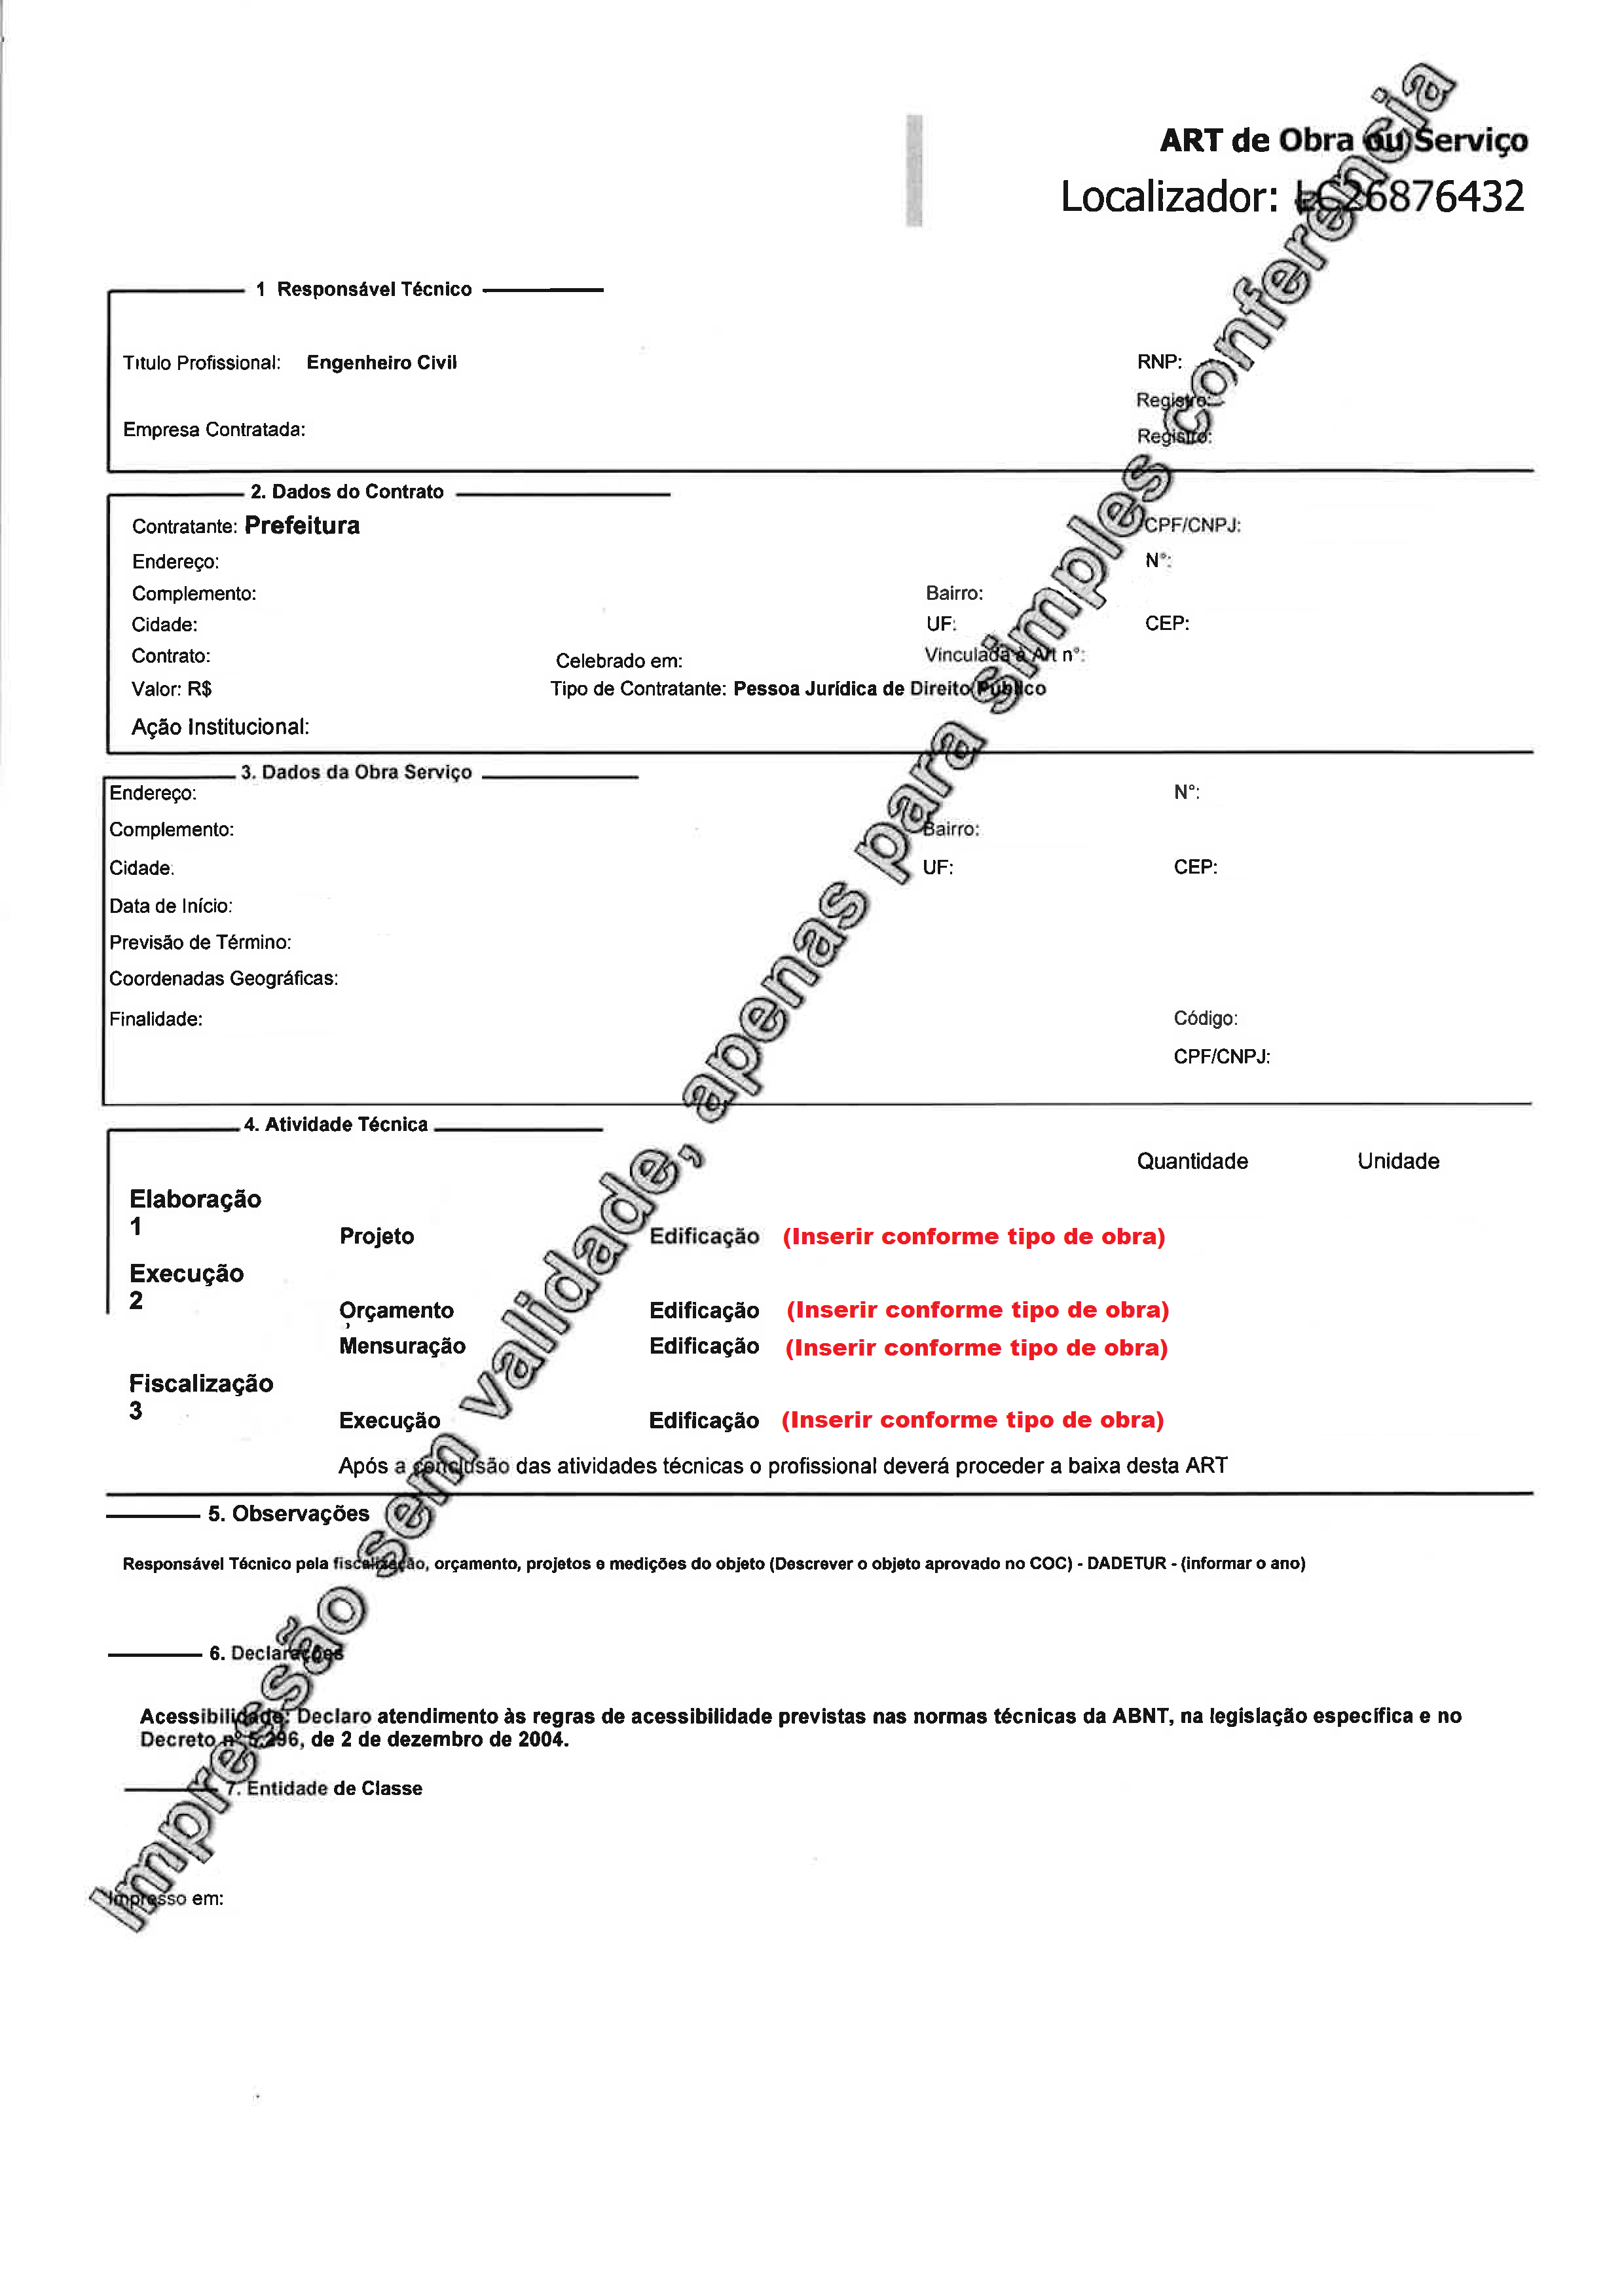 ART de Obra ou Serviço
Localizador: LC26876432
1 Responsável Técnico
Titulo Profissional: Engenheiro Civil RNP:
Registro:
Empresa Contratada: Registro:
2. Dados do Contrato
Contratante: Prefeitura CPF/CNPJ:
Endereço: N°:
Complemento: Bairro:
Cidade: UF: CEP:
Contrato: Celebrado em: Vinculada à Art n°:
Valor: R$ Tipo de Contratante: Pessoa Jurídica de Direito Público
Ação Institucional:
3. Dados da Obra Serviço
Endereço: N°:
Complemento: Bairro:
Cidade: UF: CEP:
Data de Início:
Previsão de Término:
Coordenadas Geográficas:
Finalidade: Código:
CPF/CNPJ:
4. Atividade Técnica
Quantidade Unidade
Elaboração
1
Projeto Edificação (Inserir conforme tipo de obra)
Execução
2
Orçamento Edificação (Inserir conforme tipo de obra)
Mensuração Edificação (Inserir conforme tipo de obra)
Fiscalização
3
Execução Edificação (Inserir conforme tipo de obra)
Após a conclusão das atividades técnicas o profissional deverá proceder a baixa desta ART
5. Observações
Responsável Técnico pela fiscalização, orçamento, projetos e medições do objeto (Descrever o objeto aprovado no COC) - DADETUR - (informar o ano)
6. Declarações
Acessibilidade: Declaro atendimento às regras de acessibilidade previstas nas normas técnicas da ABNT, na legislação específica e no
Decreto nº 5.296, de 2 de dezembro de 2004.
7. Entidade de Classe
Impresso em:
Impressão sem validade, apenas para simples conferencia